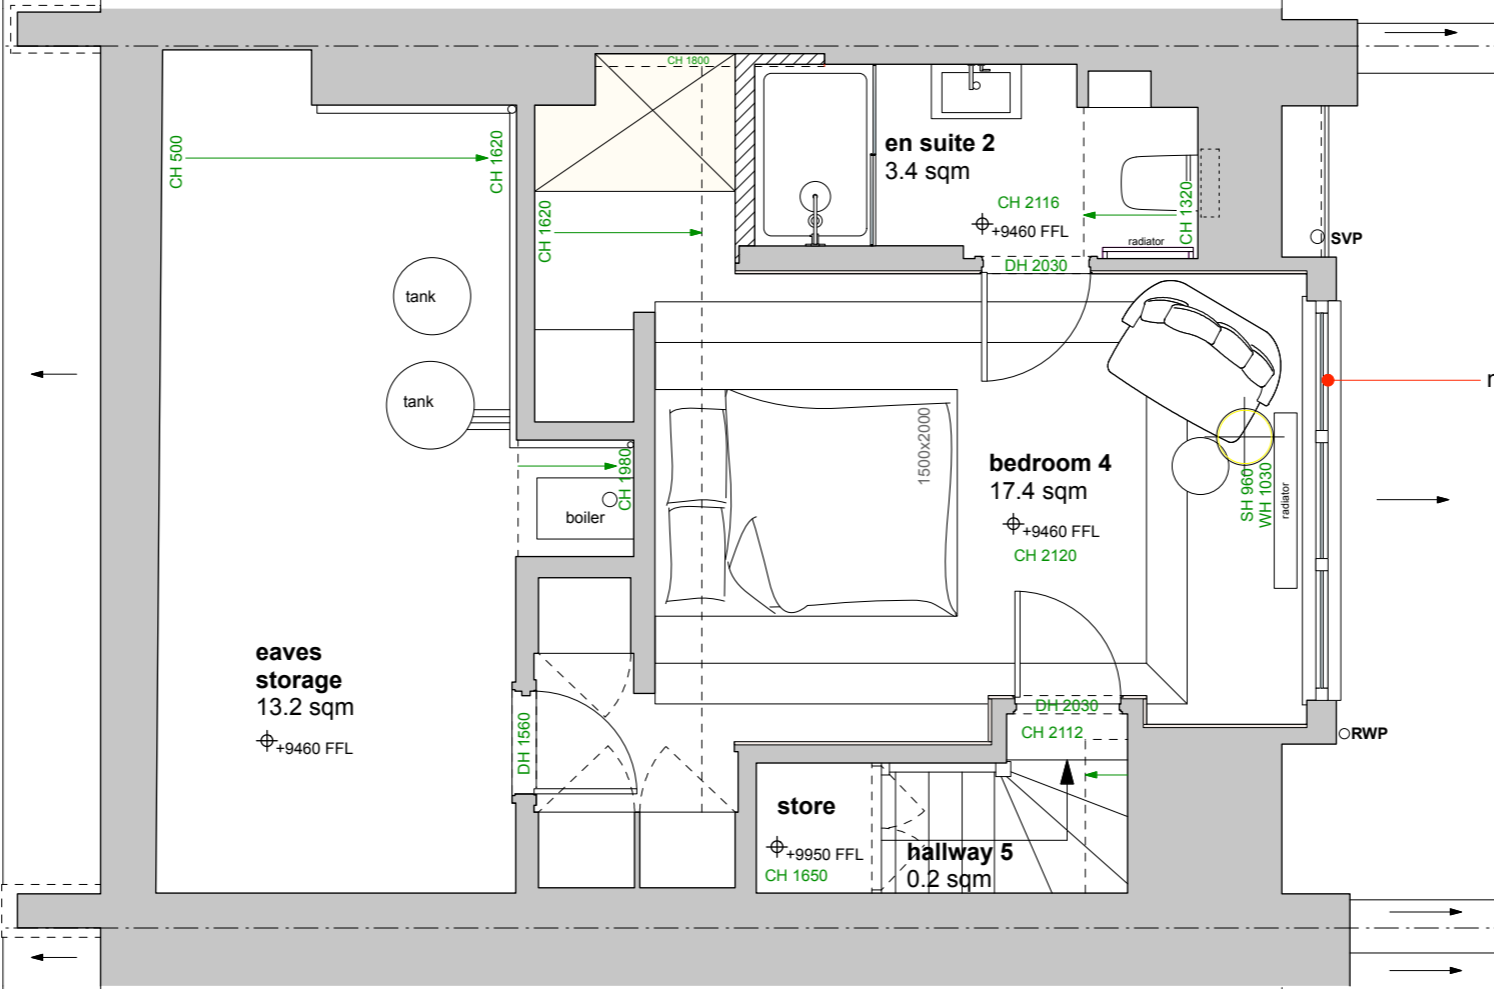 CH 1800
CH 500
CH 1620
CH 1620
en suite 2
3.4 sqm
CH 2116
+9460 FFL
CH 1320
radiator
DH 2030
SVP
tank
tank
1500x2000
r
bedroom 4
17.4 sqm
+9460 FFL
CH 2120
SH 960
WH 1030
radiator
CH 1980
boiler
eaves
storage
13.2 sqm
+9460 FFL
DH 1560
DH 2030
CH 2112
RWP
store
+9950 FFL
CH 1650
hallway 5
0.2 sqm